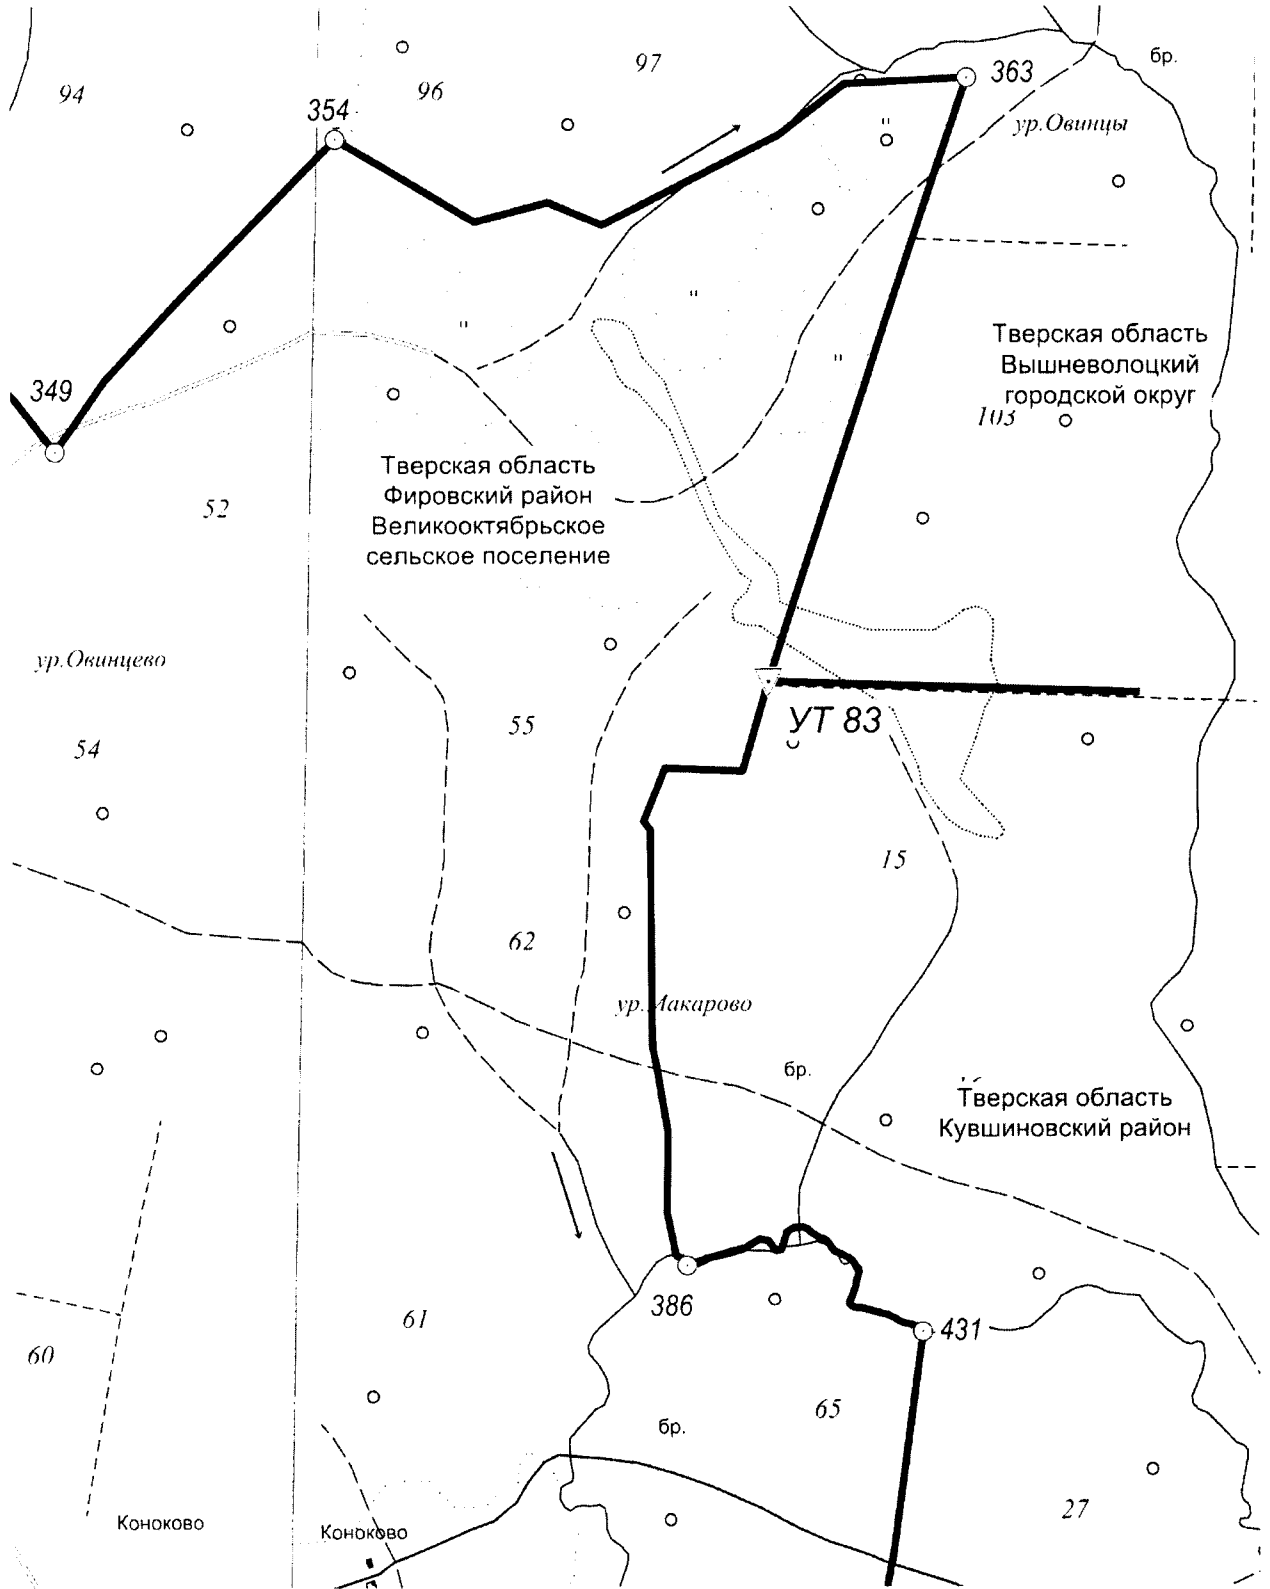 97
бр.
363
94
96
354
ур.Овинцы
Тверская область
Вышневолоцкий
городской округ
103
349
Тверская область
Фировский район
Великооктябрьское
сельское поселение
52
ур.Овинцево
55
УТ 83
54
15
62
ур.Макарово
бр.
Тверская область
Кувшиновский район
386
61
431
60
65
бр.
27
Коноково
Коноково